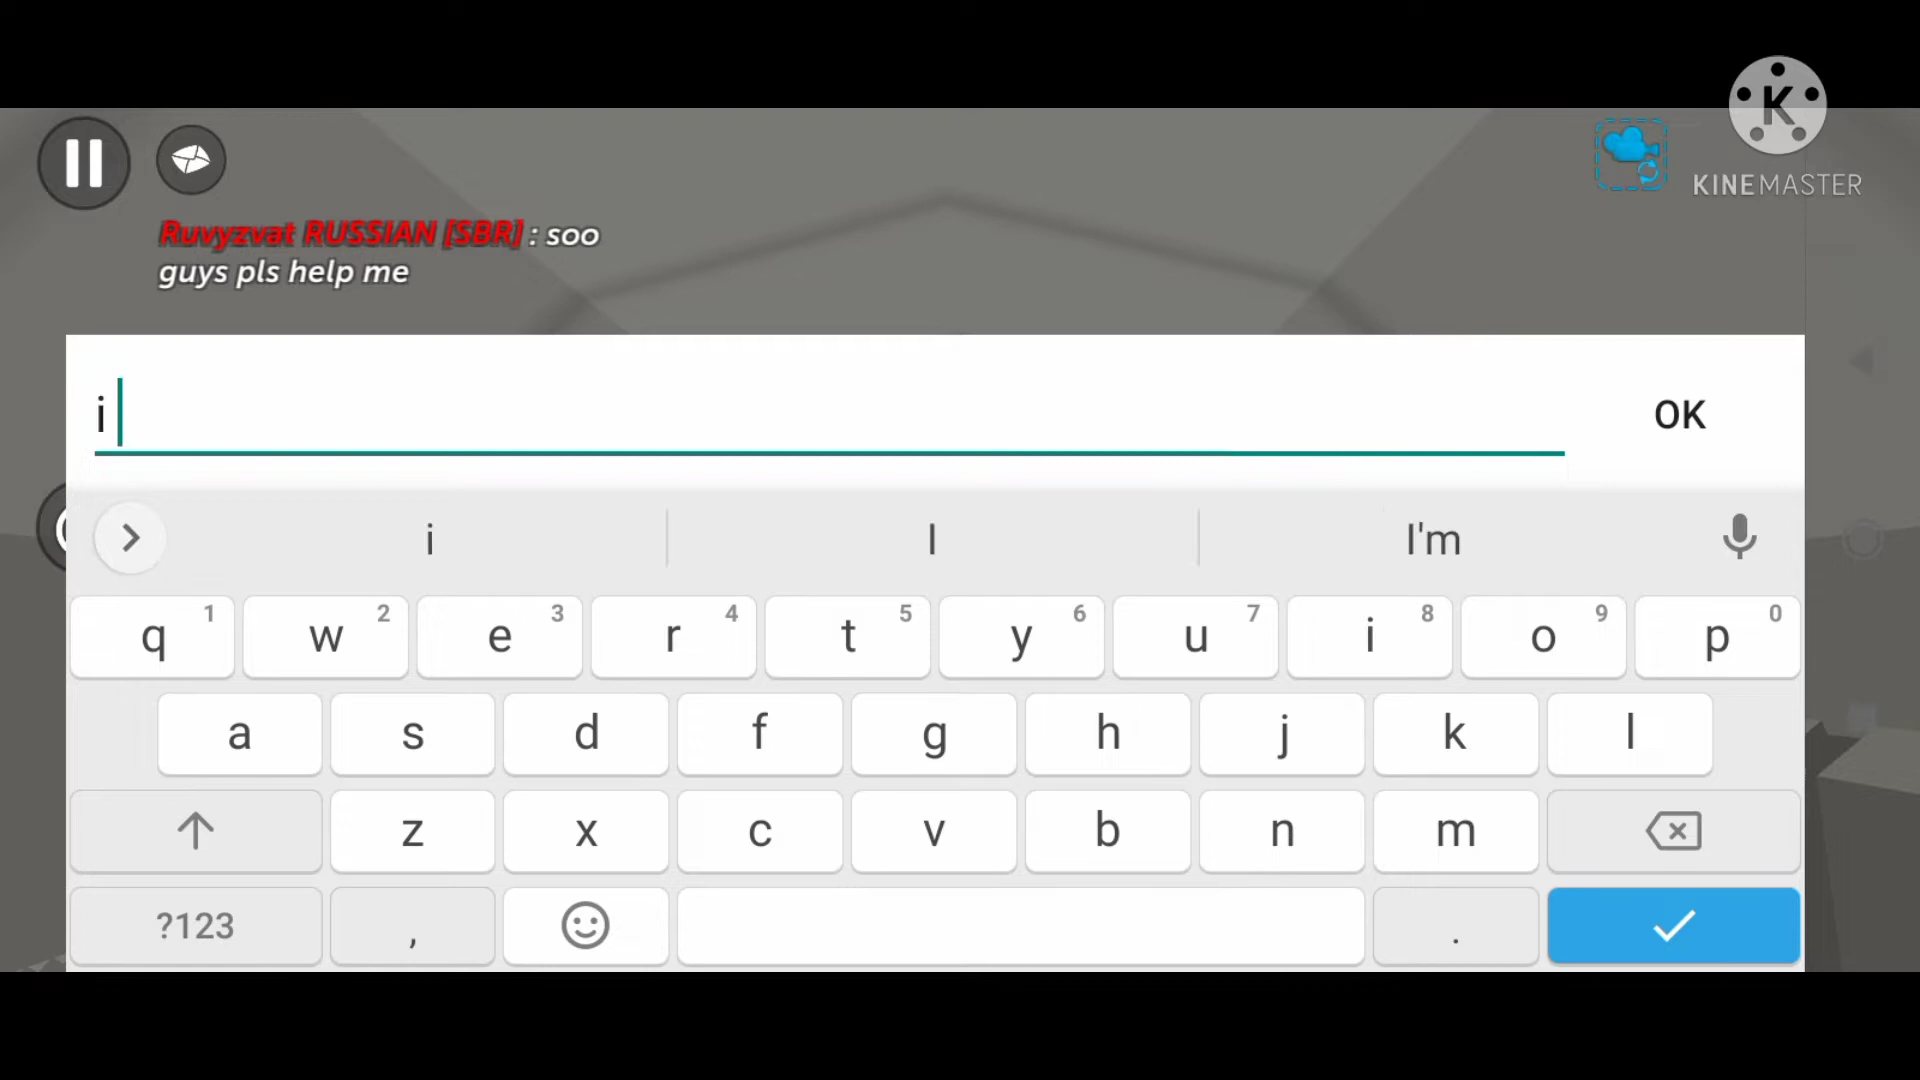 K
KINEMASTER
Ruvyzvat RUSSIAN [SBR] : soo
guys pls help me
i
OK
i I I'm
q 1 w 2 e 3 r 4 t 5 y 6 u 7 i 8 o 9 p 0
a s d f g h j k l
z x c v b n m
?123 , .